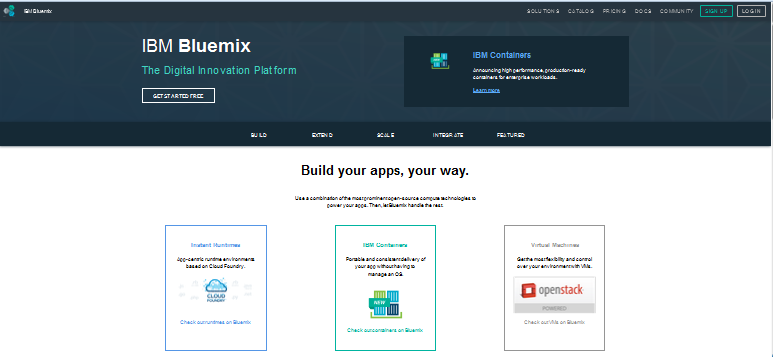 IBM Bluemix
SOLUTIONS CATALOG PRICING DOCS COMMUNITY SIGN UP LOG IN
IBM Bluemix
The Digital Innovation Platform
GET STARTED FREE
IBM Containers
Announcing high performance, production-ready
containers for enterprise workloads.
Learn more
BUILD EXTEND SCALE INTEGRATE FEATURED
Build your apps, your way.
Use a combination of the most prominent open-source compute technologies to
power your apps. Then, let Bluemix handle the rest.
Instant Runtimes
App-centric runtime environments
based on Cloud Foundry.
CLOUD
FOUNDRY
Check out runtimes on Bluemix
IBM Containers
Portable and consistent delivery of
your app without having to
manage an OS.
NEW
Check out containers on Bluemix
Virtual Machines
Get the most flexibility and control
over your environment with VMs.
openstack
POWERED
Check out VMs on Bluemix